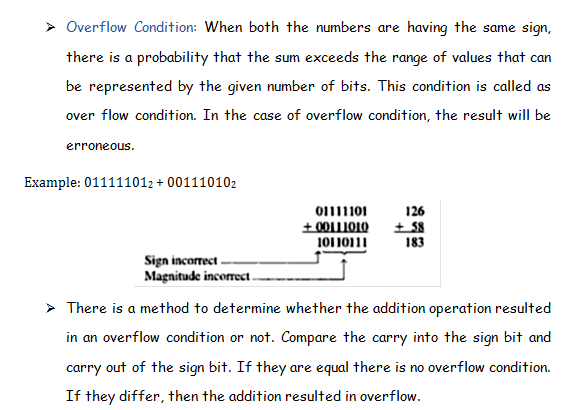 ➤ Overflow Condition: When both the numbers are having the same sign,
there is a probability that the sum exceeds the range of values that can
be represented by the given number of bits. This condition is called as
over flow condition. In the case of overflow condition, the result will be
erroneous.
Example: 01111101₂ + 00111010₂
01111101 126
+ 00111010 + 58
10110111 183
Sign incorrect
Magnitude incorrect
➤ There is a method to determine whether the addition operation resulted
in an overflow condition or not. Compare the carry into the sign bit and
carry out of the sign bit. If they are equal there is no overflow condition.
If they differ, then the addition resulted in overflow.